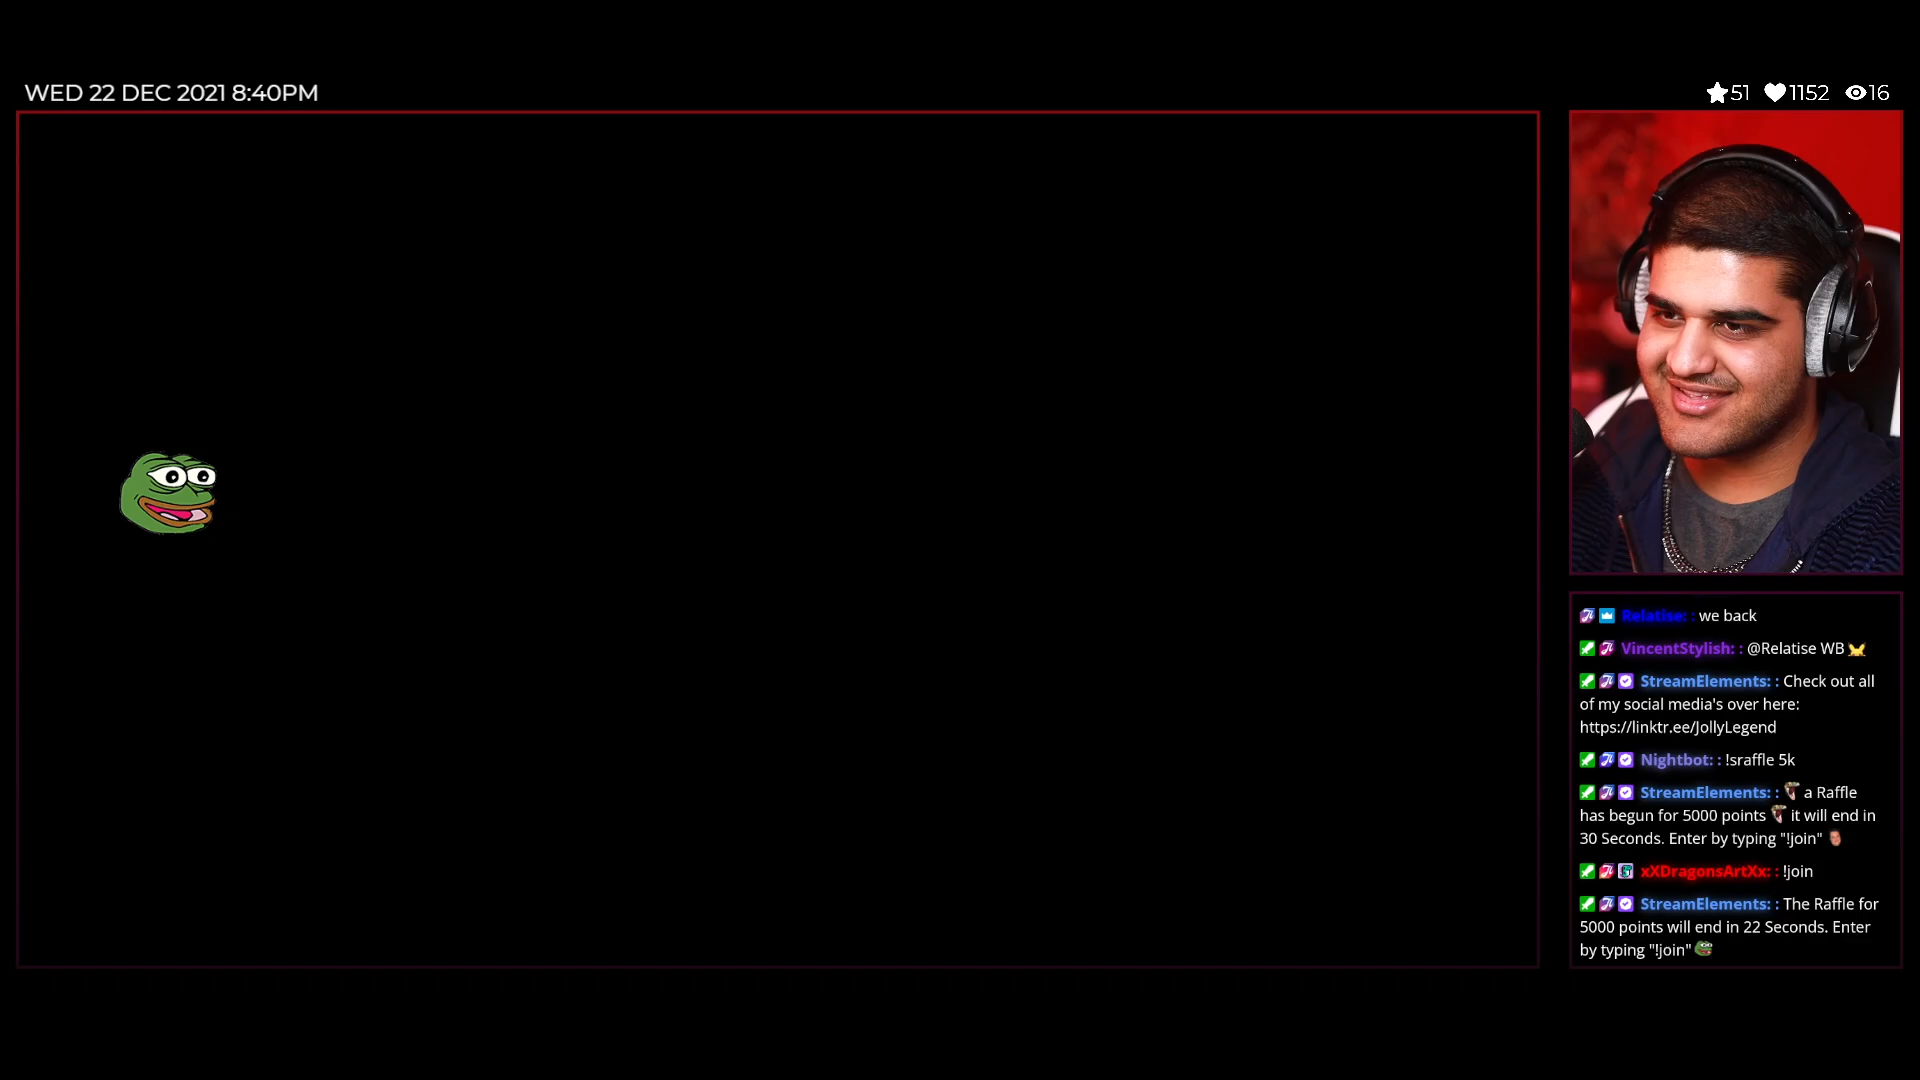 WED 22 DEC 2021 8:40PM
51 1152 16
Relatise: : we back
VincentStylish: : @Relatise WB
StreamElements: : Check out all
of my social media's over here:
https://linktr.ee/JollyLegend
Nightbot: : !sraffle 5k
StreamElements: : a Raffle
has begun for 5000 points it will end in
30 Seconds. Enter by typing "!join"
xXDragonsArtXx: : !join
StreamElements: : The Raffle for
5000 points will end in 22 Seconds. Enter
by typing "!join"